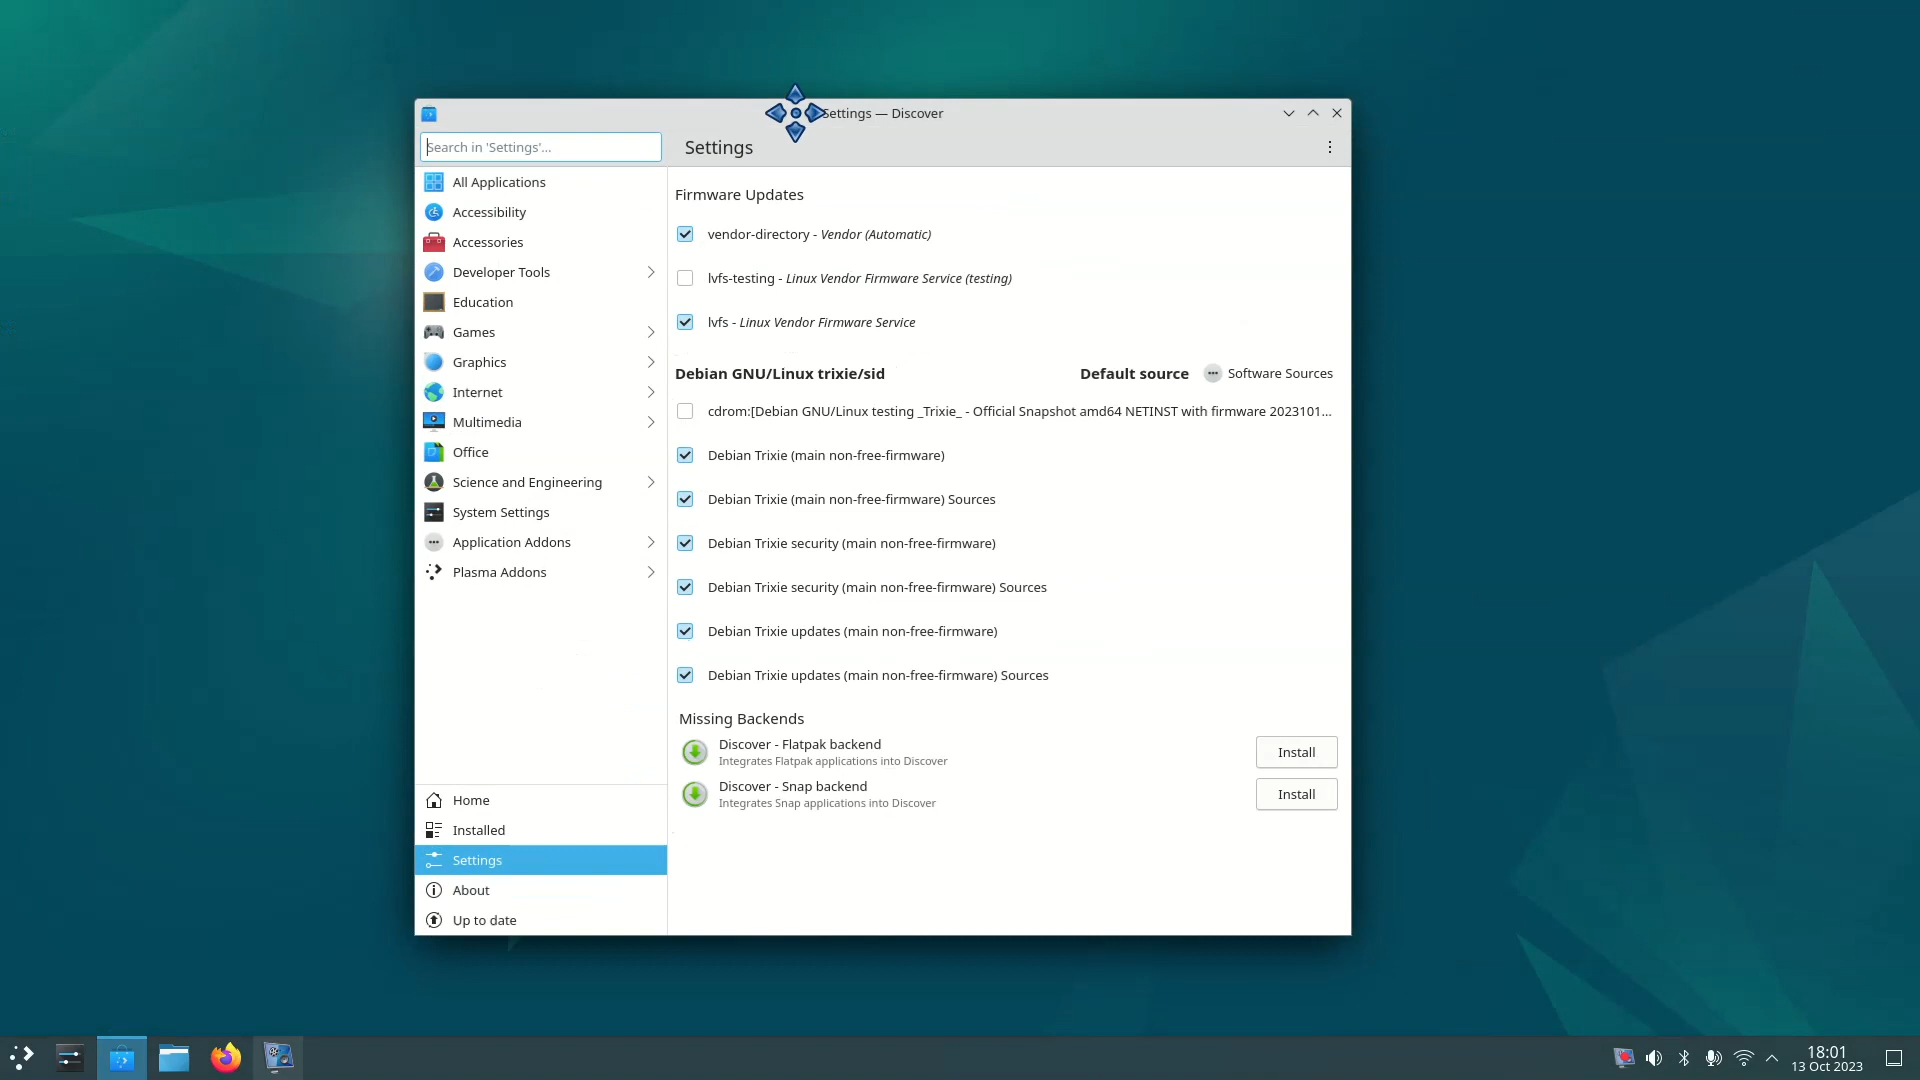 Settings — Discover
Search in 'Settings'...
Settings
All Applications
Accessibility
Accessories
Developer Tools
Education
Games
Graphics
Internet
Multimedia
Office
Science and Engineering
System Settings
Application Addons
Plasma Addons
Home
Installed
Settings
About
Up to date
Firmware Updates
vendor-directory - Vendor (Automatic)
lvfs-testing - Linux Vendor Firmware Service (testing)
lvfs - Linux Vendor Firmware Service
Debian GNU/Linux trixie/sid Default source Software Sources
cdrom:[Debian GNU/Linux testing _Trixie_ - Official Snapshot amd64 NETINST with firmware 2023101...
Debian Trixie (main non-free-firmware)
Debian Trixie (main non-free-firmware) Sources
Debian Trixie security (main non-free-firmware)
Debian Trixie security (main non-free-firmware) Sources
Debian Trixie updates (main non-free-firmware)
Debian Trixie updates (main non-free-firmware) Sources
Missing Backends
Discover - Flatpak backend
Integrates Flatpak applications into Discover
Install
Discover - Snap backend
Integrates Snap applications into Discover
Install
18:01
13 Oct 2023